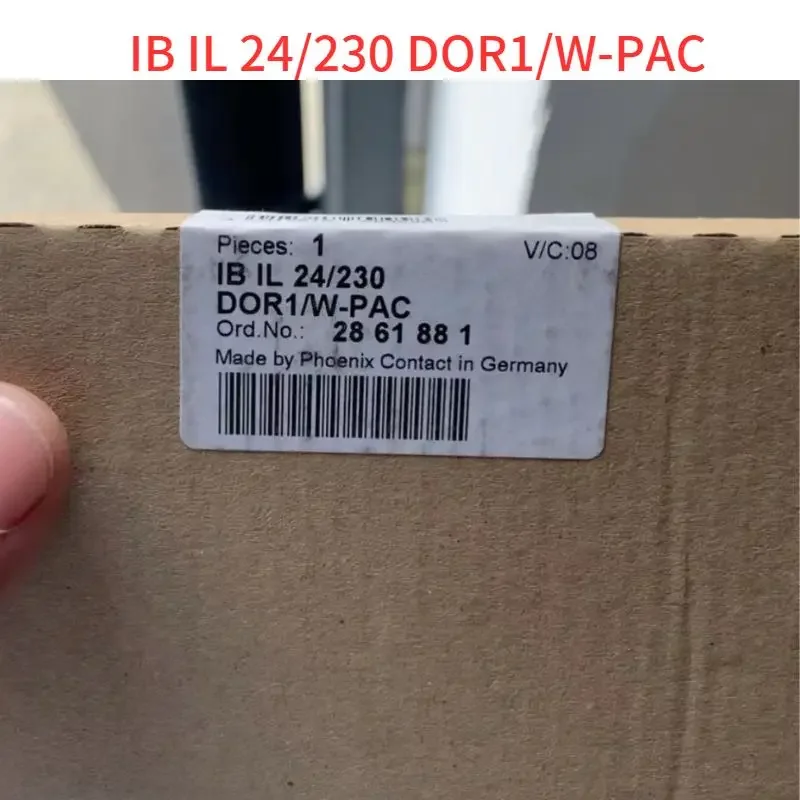 IB IL 24/230 DOR1/W-PAC
Pieces: 1
V/C:08
IB IL 24/230
DOR1/W-PAC
Ord.No.: 28 61 88 1
Made by Phoenix Contact in Germany